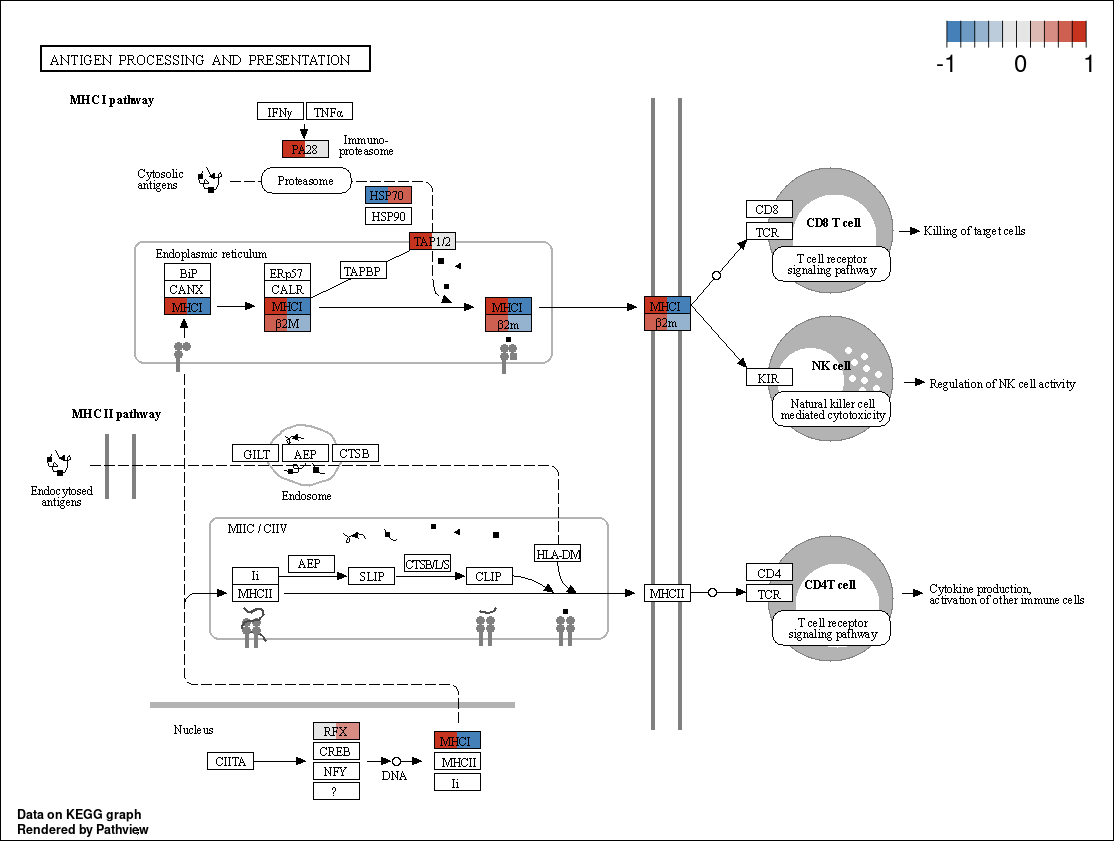 -1 0 1
ANTIGEN PROCESSING AND PRESENTATION
MHC I pathway
IFNγ TNFα
PA28
Immuno-
proteasome
Cytosolic
antigens
Proteasome
HSP70
HSP90
TAP1/2
Endoplasmic reticulum
BiP
CANX
MHCI
ERp57
CALR
MHCI
β2M
TAPBP
MHCI
β2m
MHCI
β2m
CD8
TCR
CD8 T cell
T cell receptor
signaling pathway
Killing of target cells
KIR
NK cell
Natural killer cell
mediated cytotoxicity
Regulation of NK cell activity
MHC II pathway
Endocytosed
antigens
GILT AEP CTSB
Endosome
MIIC / CIIV
Ii
MHCII
AEP
SLIP
CTSB/L/S
CLIP
HLA-DM
MHCII
CD4
TCR
CD4T cell
T cell receptor
signaling pathway
Cytokine production,
activation of other immune cells
Nucleus
CIITA
RFX
CREB
NFY
?
DNA
MHCI
MHCII
Ii
Data on KEGG graph
Rendered by Pathview